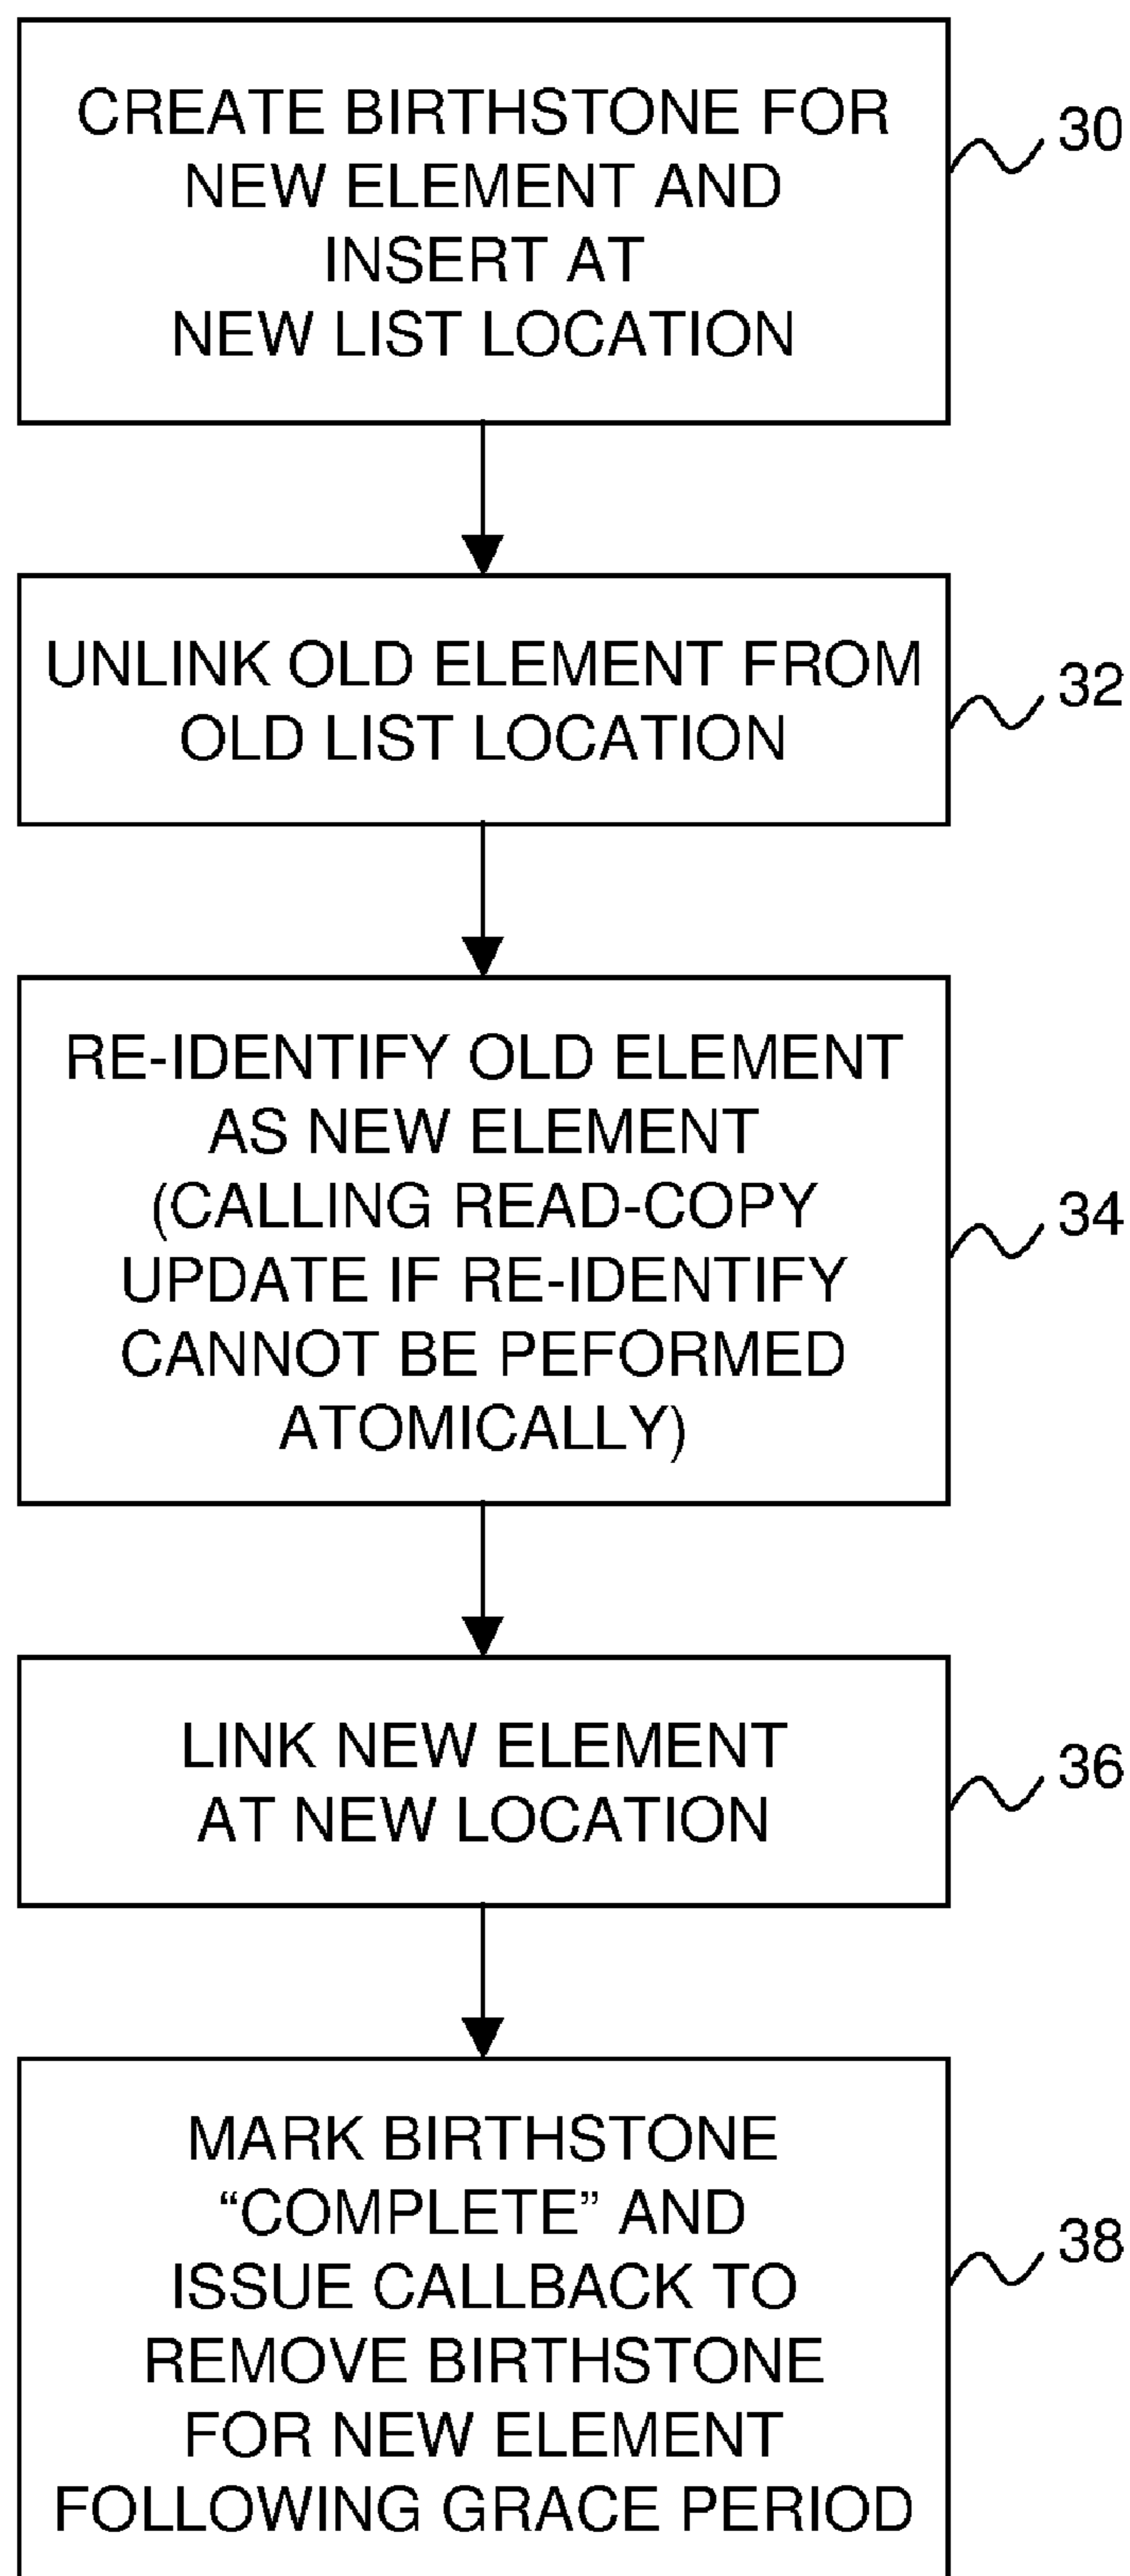 CREATE BIRTHSTONE FOR
NEW ELEMENT AND
INSERT AT
NEW LIST LOCATION
30
UNLINK OLD ELEMENT FROM
OLD LIST LOCATION
32
RE-IDENTIFY OLD ELEMENT
AS NEW ELEMENT
(CALLING READ-COPY
UPDATE IF RE-IDENTIFY
CANNOT BE PEFORMED
ATOMICALLY)
34
LINK NEW ELEMENT
AT NEW LOCATION
36
MARK BIRTHSTONE
“COMPLETE” AND
ISSUE CALLBACK TO
REMOVE BIRTHSTONE
FOR NEW ELEMENT
FOLLOWING GRACE PERIOD
38